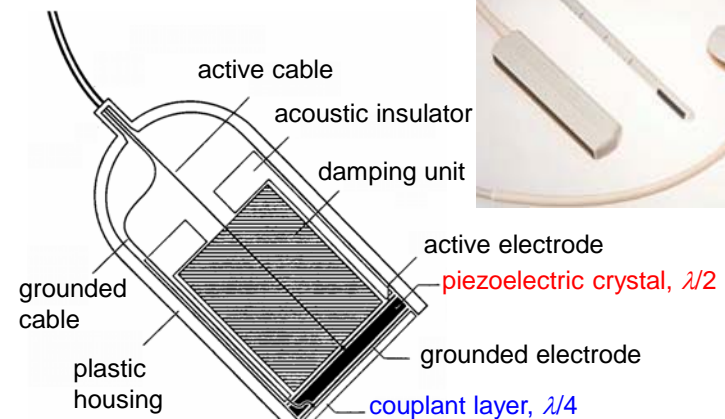 active cable
acoustic insulator
damping unit
active electrode
piezoelectric crystal, λ/2
grounded
cable
grounded electrode
plastic
housing
couplant layer, λ/4